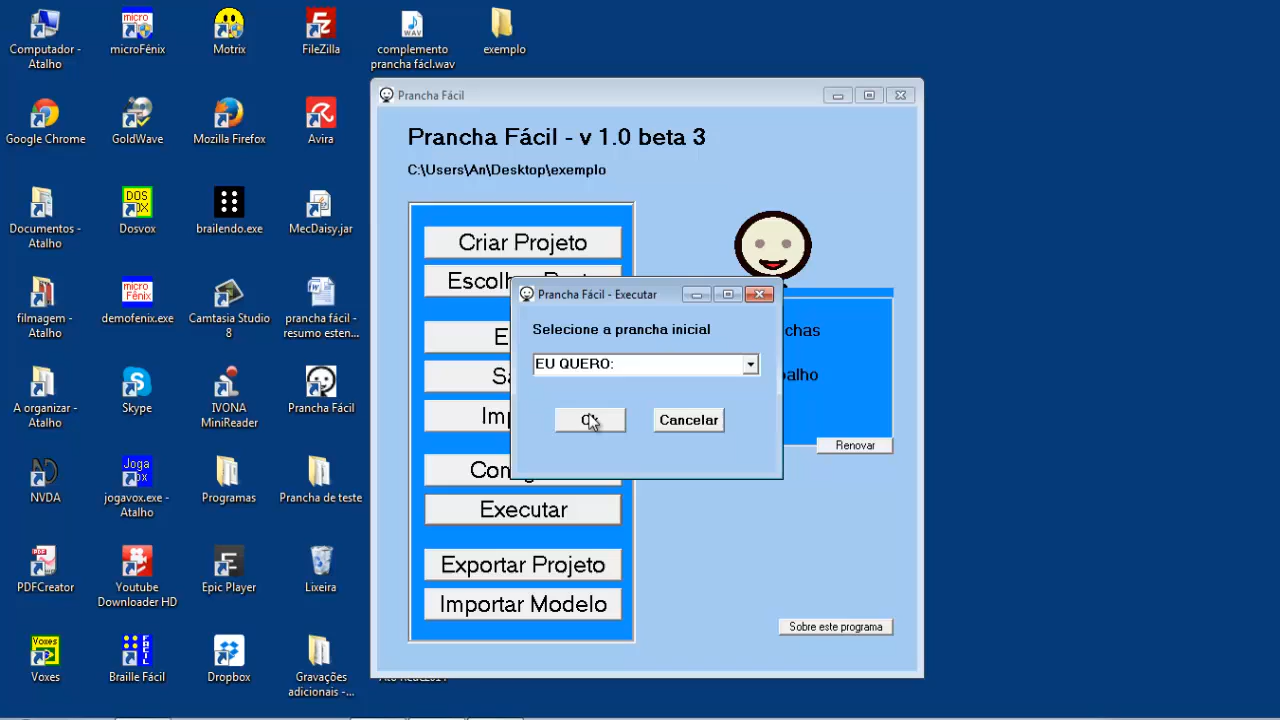 Computador -
Atalho
microFénix
Motrix
FileZilla
complemento
prancha fácl.wav
exemplo
Google Chrome
GoldWave
Mozilla Firefox
Avira
Documentos -
Atalho
Dosvox
brailendo.exe
MecDaisy.jar
filmagem -
Atalho
demofenix.exe
Camtasia Studio
8
prancha fácil -
resumo esten...
A organizar -
Atalho
Skype
IVONA
MiniReader
Prancha Fácil
NVDA
jogavox.exe -
Atalho
Programas
Prancha de teste
PDFCreator
Youtube
Downloader HD
Epic Player
Lixeira
Voxes
Braille Fácil
Dropbox
Gravações
adicionais -...
Prancha Fácil
Prancha Fácil - v 1.0 beta 3
C:\Users\An\Desktop\exemplo
Criar Projeto
Executar
Exportar Projeto
Importar Modelo
Renovar
Sobre este programa
Prancha Fácil - Executar
Selecione a prancha inicial
EU QUERO:
Cancelar